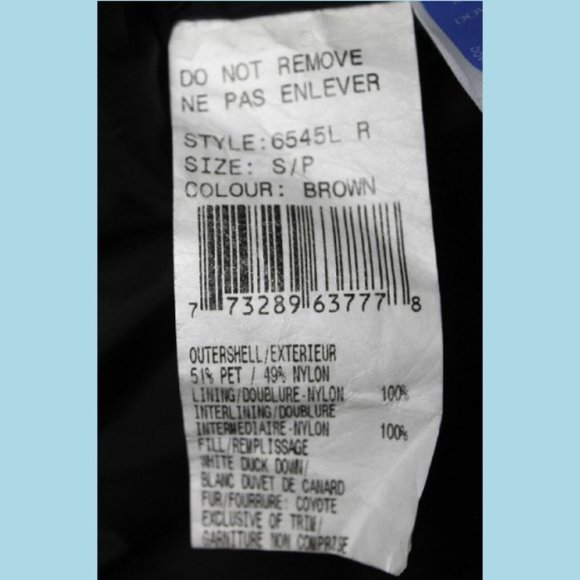 DO NOT REMOVE
NE PAS ENLEVER
STYLE:6545L R
SIZE: S/P
COLOUR: BROWN
7 73289 63777 8
OUTERSHELL/EXTERIEUR
51% PET / 49% NYLON
LINING/DOUBLURE-NYLON 100%
INTERLINING/DOUBLURE
INTERMEDIAIRE-NYLON 100%
FILL/REMPLISSAGE
WHITE DUCK DOWN/
BLANC DUVET DE CANARD
FUR/FOURRURE: COYOTE
EXCLUSIVE OF TRIM/
GARNITURE NON COMPRISE